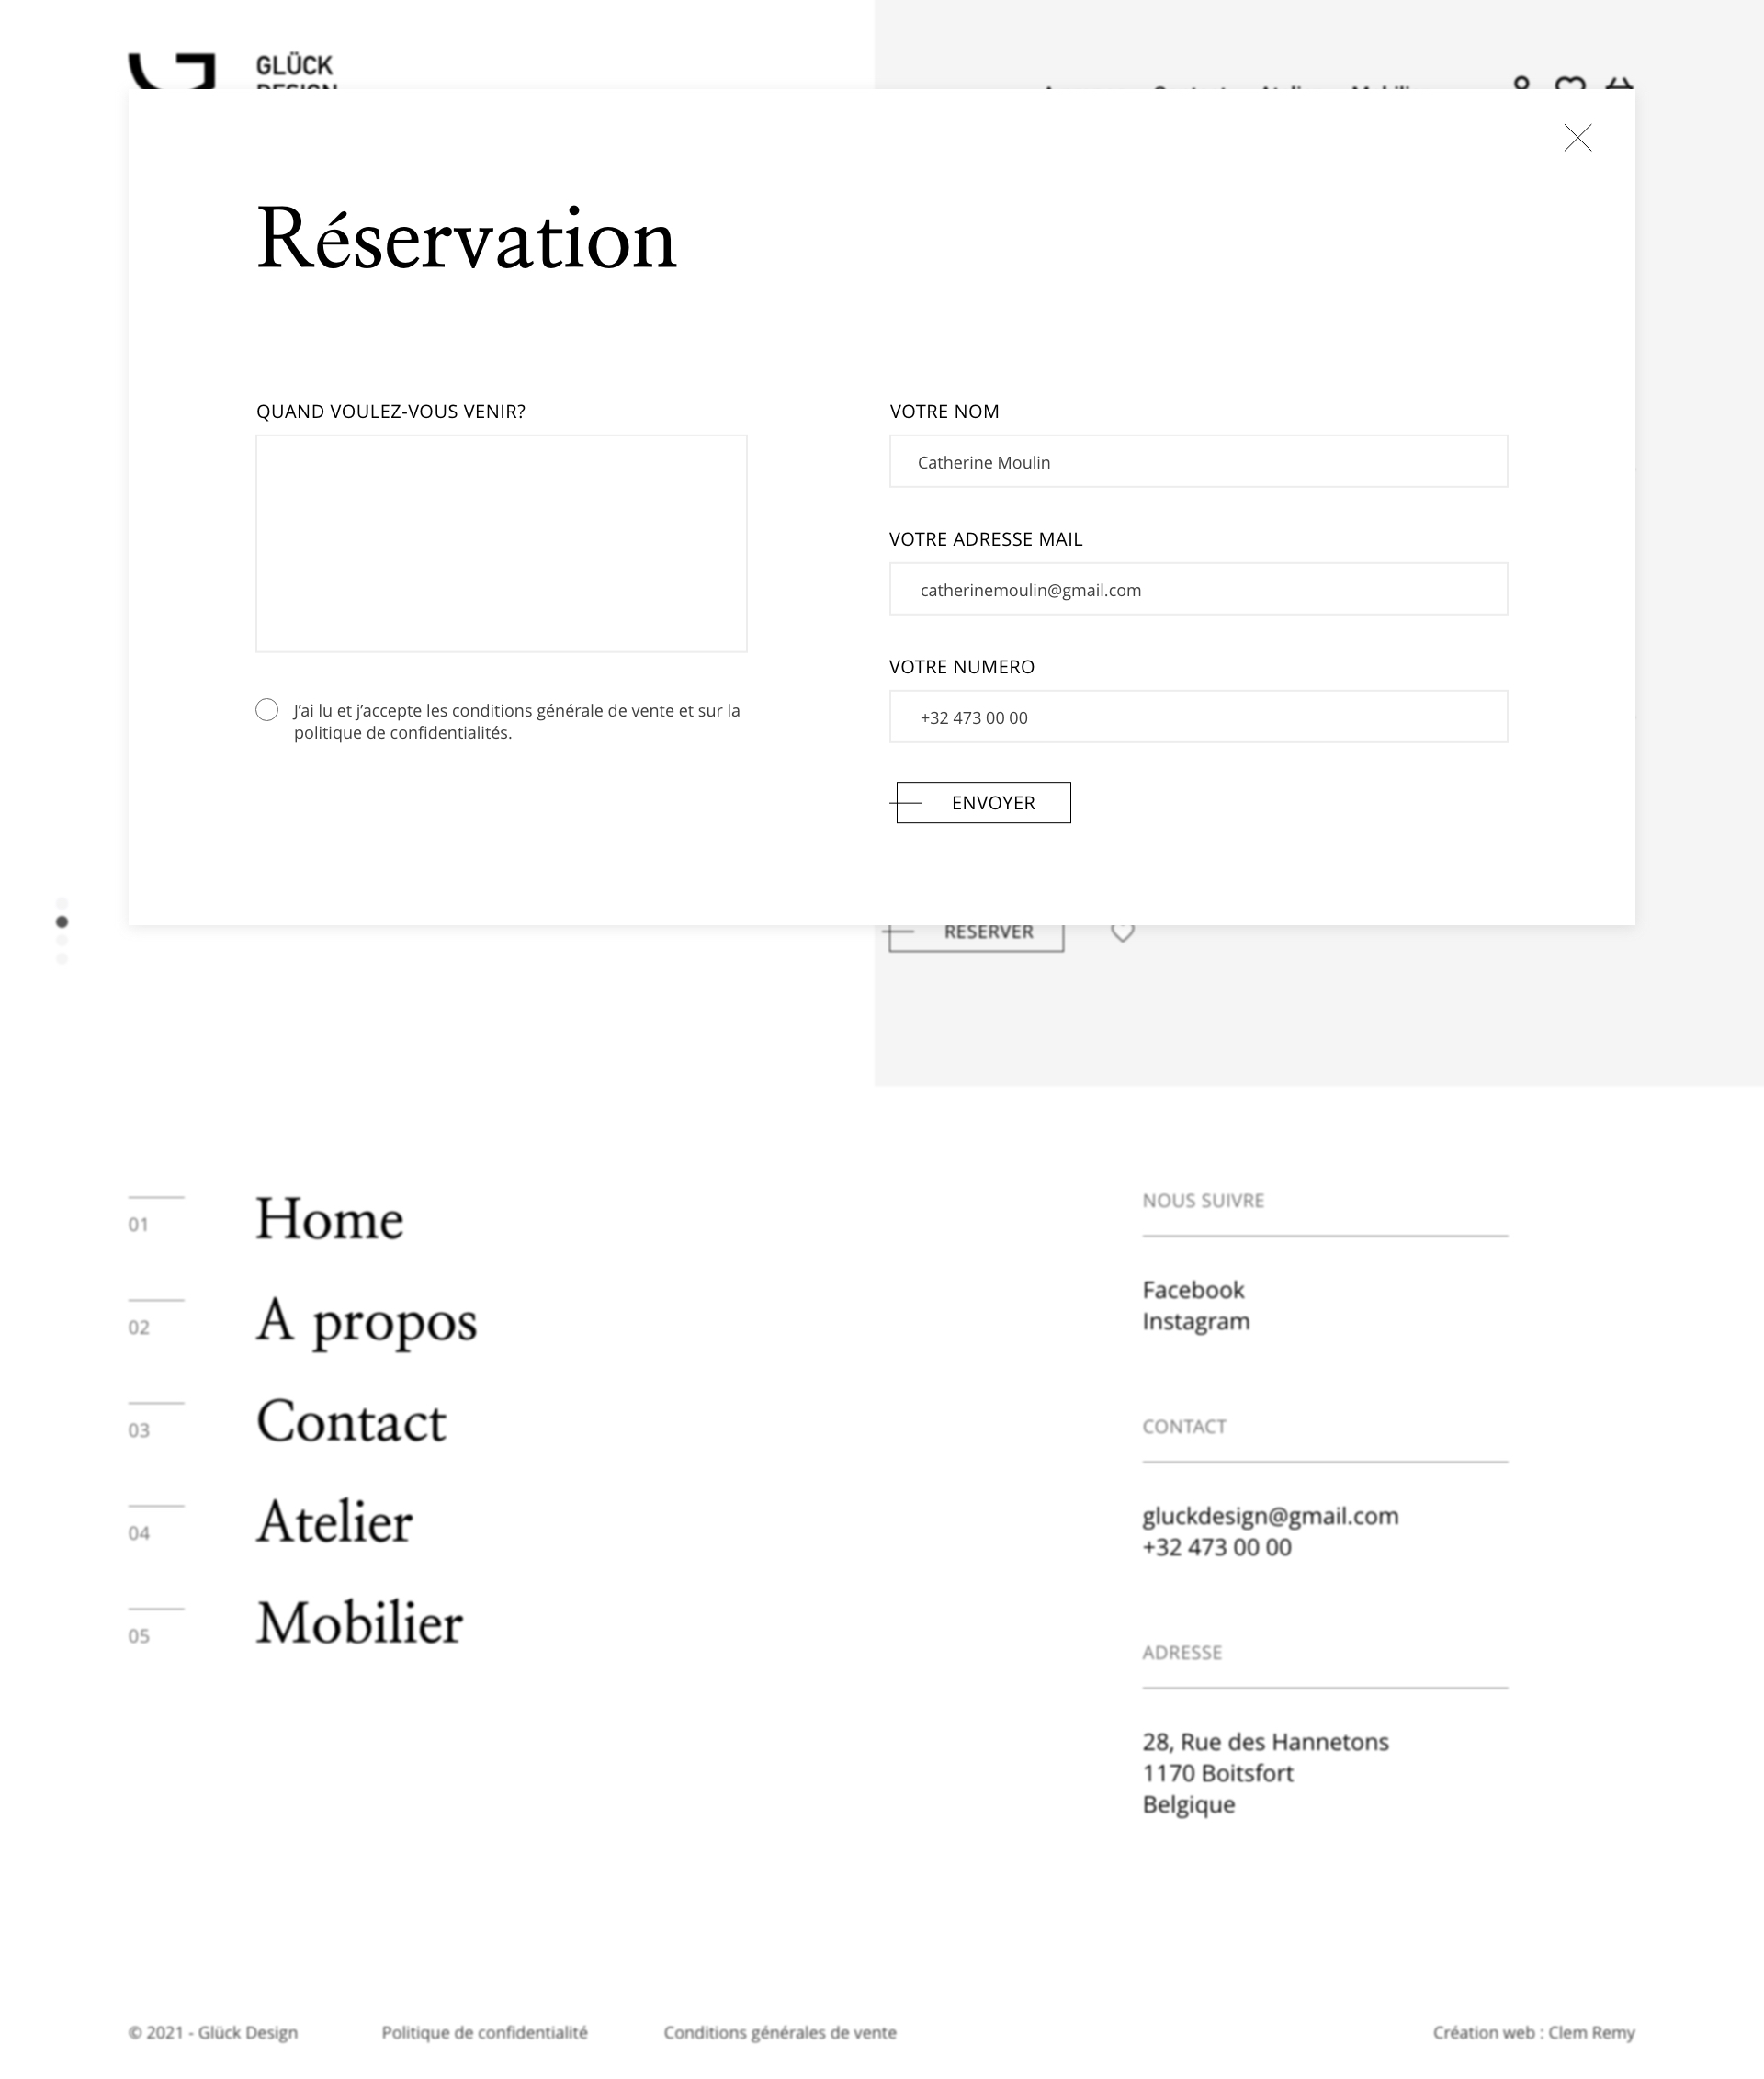 GLÜCK
Réservation
QUAND VOULEZ-VOUS VENIR?
J’ai lu et j’accepte les conditions générale de vente et sur la
politique de confidentialités.
VOTRE NOM
Catherine Moulin
VOTRE ADRESSE MAIL
catherinemoulin@gmail.com
VOTRE NUMERO
+32 473 00 00
ENVOYER
RESERVER
01
Home
02
A propos
03
Contact
04
Atelier
05
Mobilier
NOUS SUIVRE
Facebook
Instagram
CONTACT
gluckdesign@gmail.com
+32 473 00 00
ADRESSE
28, Rue des Hannetons
1170 Boitsfort
Belgique
© 2021 - Glück Design
Politique de confidentialité
Conditions générales de vente
Création web : Clem Remy